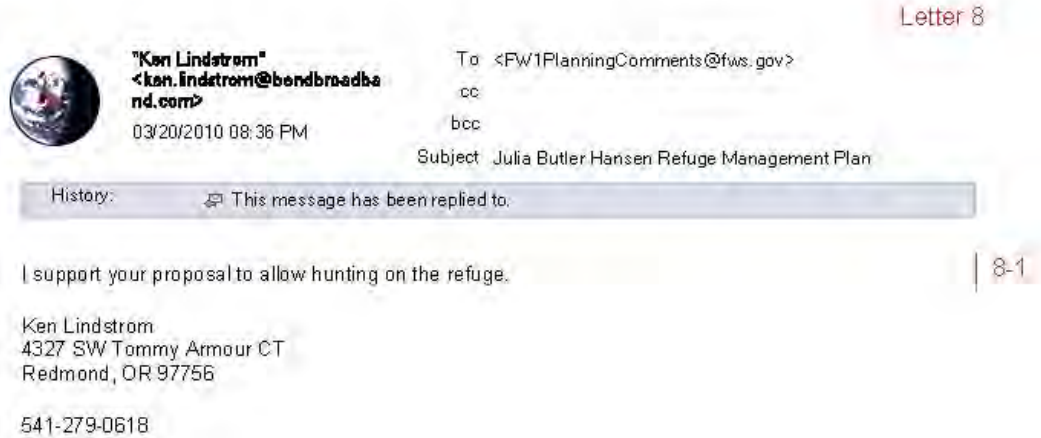 Letter 8
"Ken Lindstrom"
<ken.lindstrom@bendbroadba
nd.com>
03/20/2010 08:36 PM
To <FW1PlanningComments@fws.gov>
cc
bcc
Subject Julia Butler Hansen Refuge Management Plan
History: This message has been replied to.
I support your proposal to allow hunting on the refuge.
8-1
Ken Lindstrom
4327 SW Tommy Armour CT
Redmond, OR 97756
541-279-0618